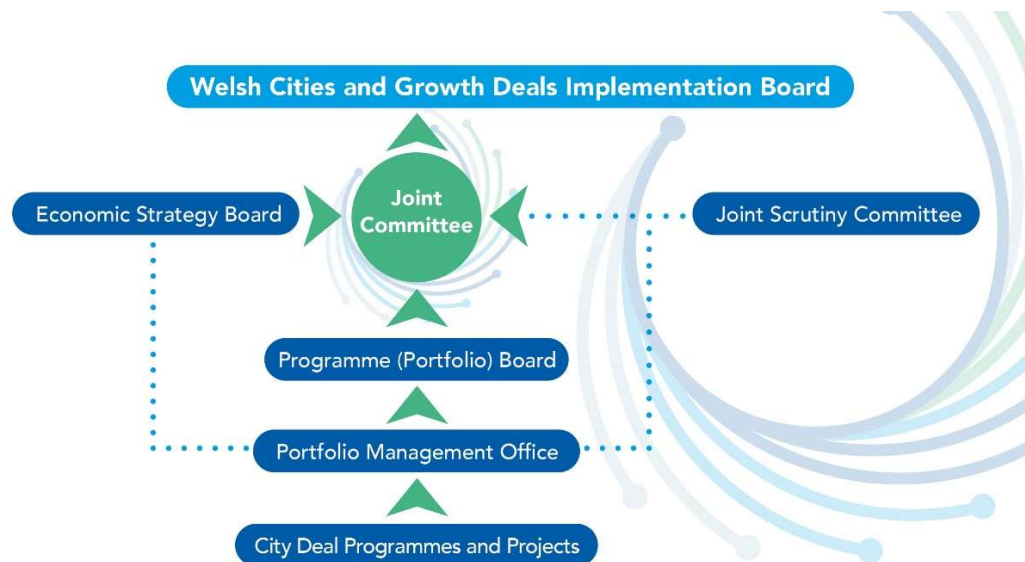 Welsh Cities and Growth Deals Implementation Board
Joint
Committee
Economic Strategy Board
Joint Scrutiny Committee
Programme (Portfolio) Board
Portfolio Management Office
City Deal Programmes and Projects